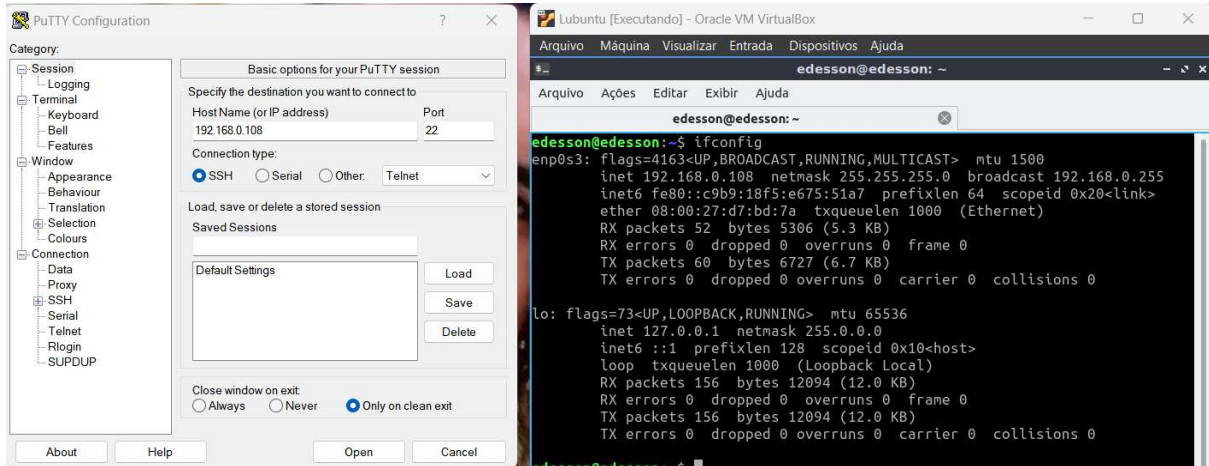 PuTTY Configuration
?
Category:
Session
Logging
Terminal
Keyboard
Bell
Features
Window
Appearance
Behaviour
Translation
Selection
Colours
Connection
Data
Proxy
SSH
Serial
Telnet
Rlogin
SUPDUP
Basic options for your PuTTY session
Specify the destination you want to connect to
Host Name (or IP address) Port
192.168.0.108 22
Connection type:
SSH Serial Other: Telnet
Load, save or delete a stored session
Saved Sessions
Default Settings
Load
Save
Delete
Close window on exit:
Always Never Only on clean exit
About Help Open Cancel
Lubuntu [Executando] - Oracle VM VirtualBox
Arquivo Máquina Visualizar Entrada Dispositivos Ajuda
edesson@edesson: ~
Arquivo Ações Editar Exibir Ajuda
edesson@edesson: ~
edesson@edesson:~$ ifconfig
enp0s3: flags=4163<UP,BROADCAST,RUNNING,MULTICAST> mtu 1500
inet 192.168.0.108 netmask 255.255.255.0 broadcast 192.168.0.255
inet6 fe80::c9b9:18f5:e675:51a7 prefixlen 64 scopeid 0x20<link>
ether 08:00:27:d7:bd:7a txqueuelen 1000 (Ethernet)
RX packets 52 bytes 5306 (5.3 KB)
RX errors 0 dropped 0 overruns 0 frame 0
TX packets 60 bytes 6727 (6.7 KB)
TX errors 0 dropped 0 overruns 0 carrier 0 collisions 0
lo: flags=73<UP,LOOPBACK,RUNNING> mtu 65536
inet 127.0.0.1 netmask 255.0.0.0
inet6 ::1 prefixlen 128 scopeid 0x10<host>
loop txqueuelen 1000 (Loopback Local)
RX packets 156 bytes 12094 (12.0 KB)
RX errors 0 dropped 0 overruns 0 frame 0
TX packets 156 bytes 12094 (12.0 KB)
TX errors 0 dropped 0 overruns 0 carrier 0 collisions 0